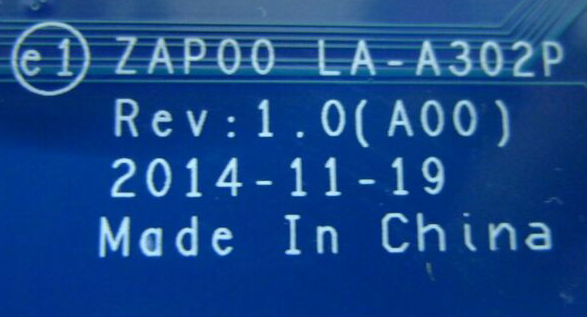 e1 ZAP00 LA-A302P
Rev:1.0(A00)
2014-11-19
Made In China